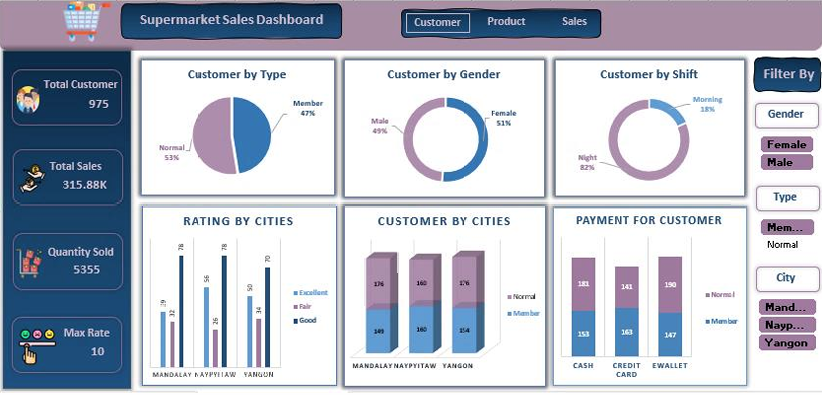 Supermarket Sales Dashboard
Customer
Product
Sales
Total Customer
975
Total Sales
315.88K
Quantity Sold
5355
Max Rate
10
Customer by Type
Member
47%
Normal
53%
Customer by Gender
Male
49%
Female
51%
Customer by Shift
Morning
18%
Night
82%
RATING BY CITIES
32
78
56
26
78
50
34
70
MANDALAY NAYPYITAW YANGON
Excellent
Fair
Good
CUSTOMER BY CITIES
176 160 176
149 160 154
MANDALAY NAYPYITAW YANGON
Normal
Member
PAYMENT FOR CUSTOMER
181 141 190
153 163 147
CASH CREDIT CARD EWALLET
Normal
Member
Filter By
Gender
Female
Male
Type
Mem...
Normal
City
Mand...
Nayp...
Yangon